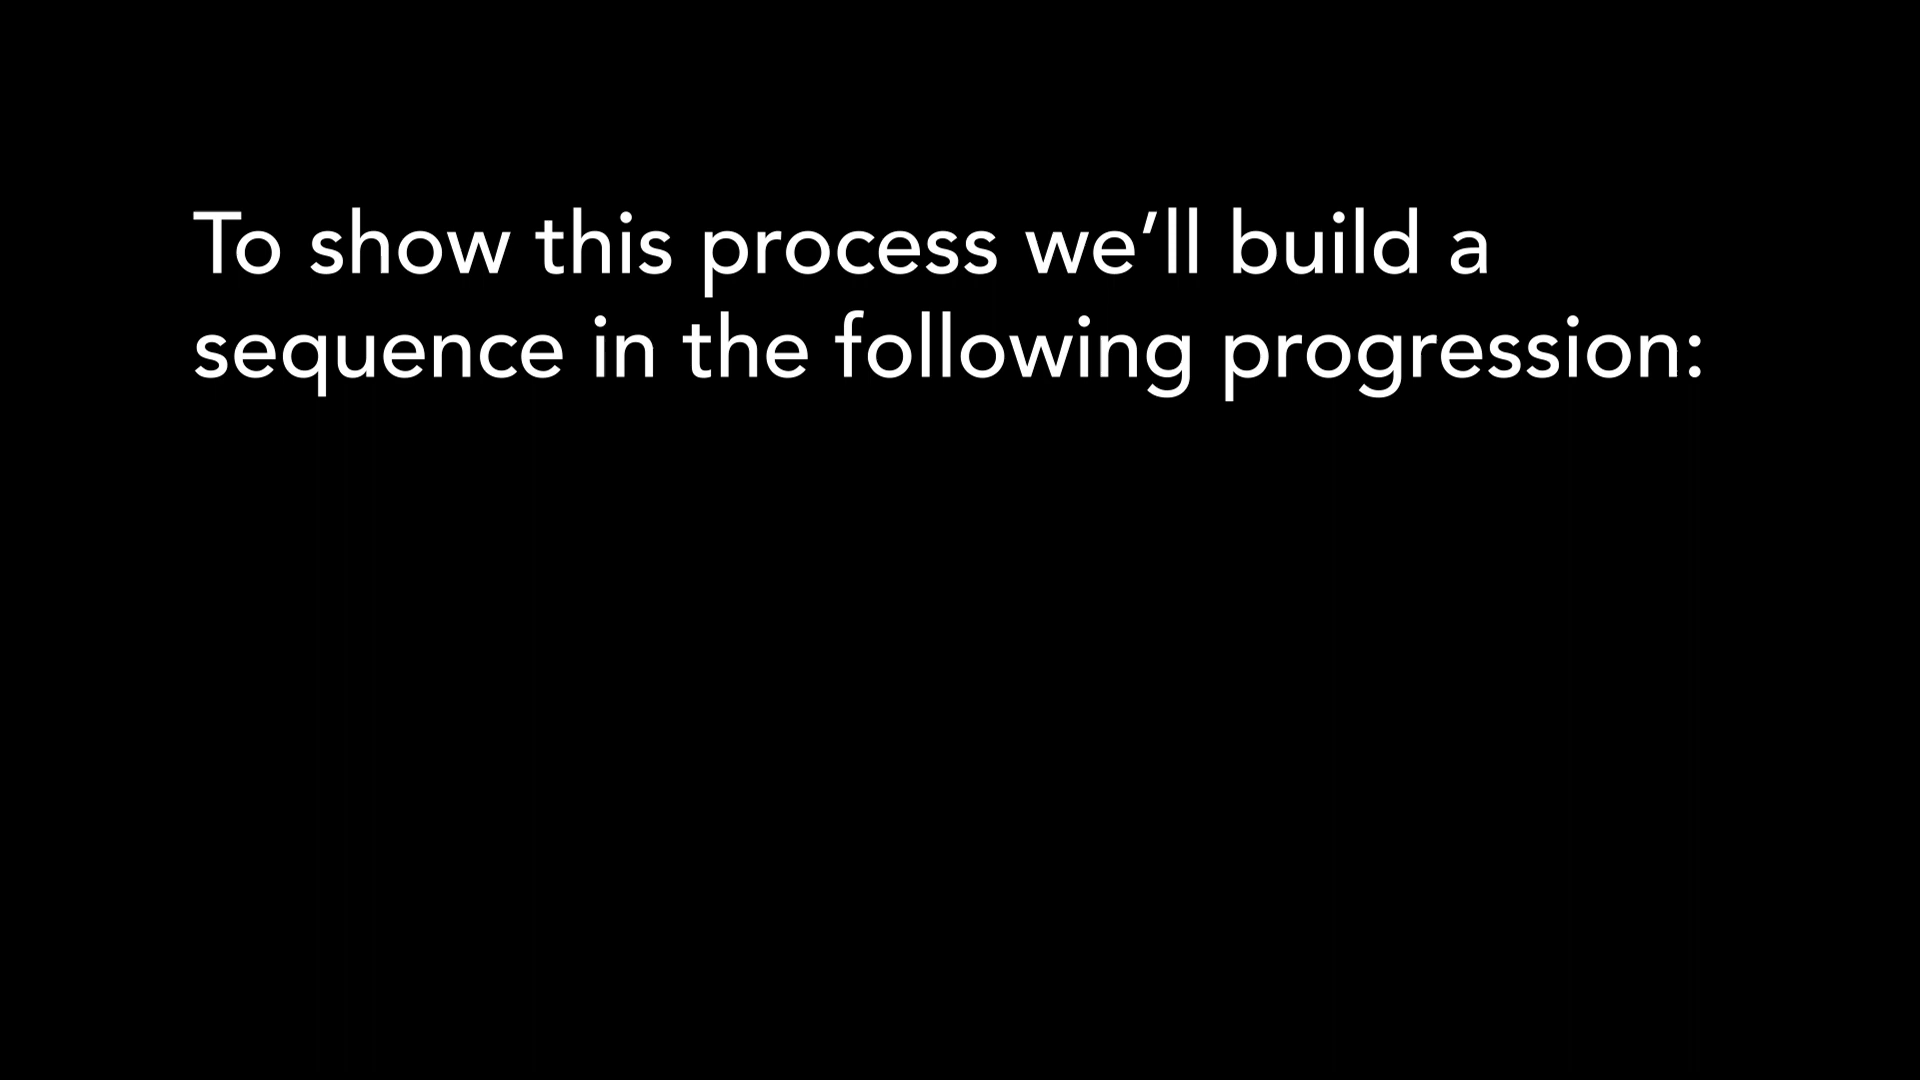 To show this process we’ll build a
sequence in the following progression: